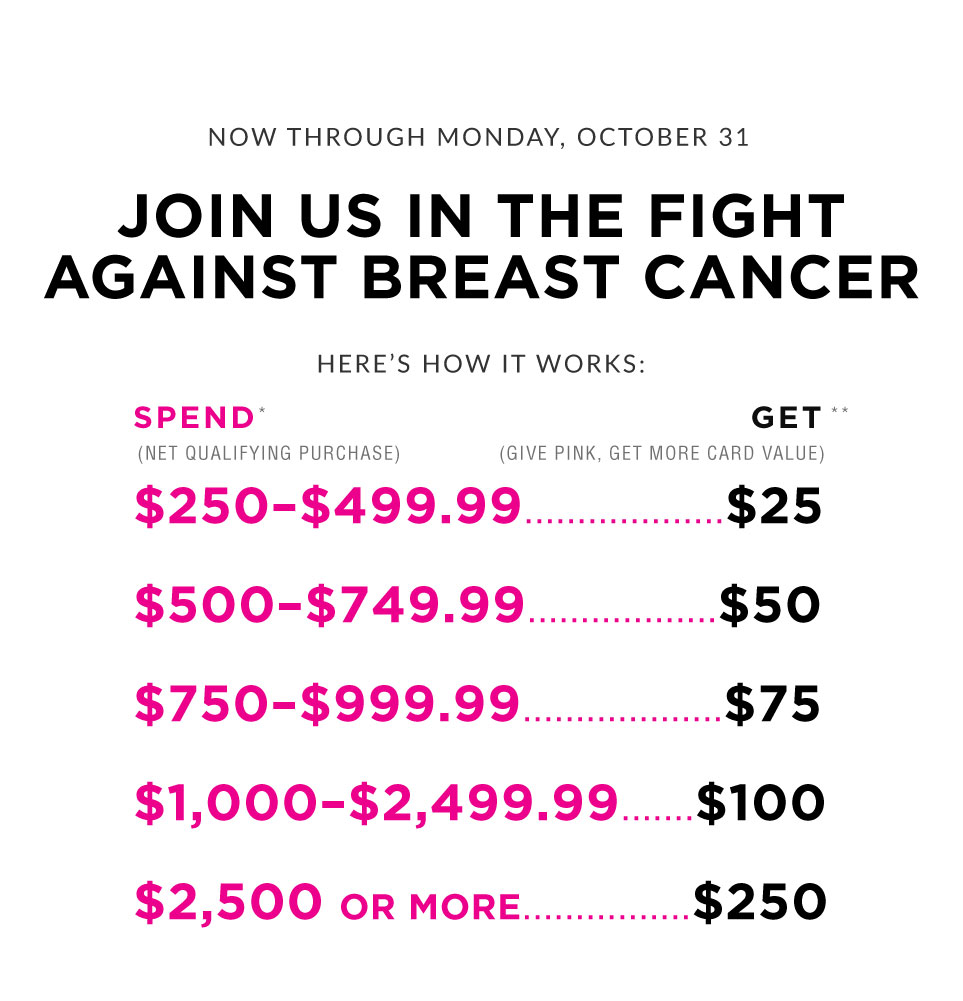 NOW THROUGH MONDAY, OCTOBER 31
JOIN US IN THE FIGHT
AGAINST BREAST CANCER
HERE'S HOW IT WORKS:
SPEND* GET **
(NET QUALIFYING PURCHASE) (GIVE PINK, GET MORE CARD VALUE)
$250–$499.99...................$25
$500–$749.99..................$50
$750–$999.99...................$75
$1,000–$2,499.99.......$100
$2,500 OR MORE................$250